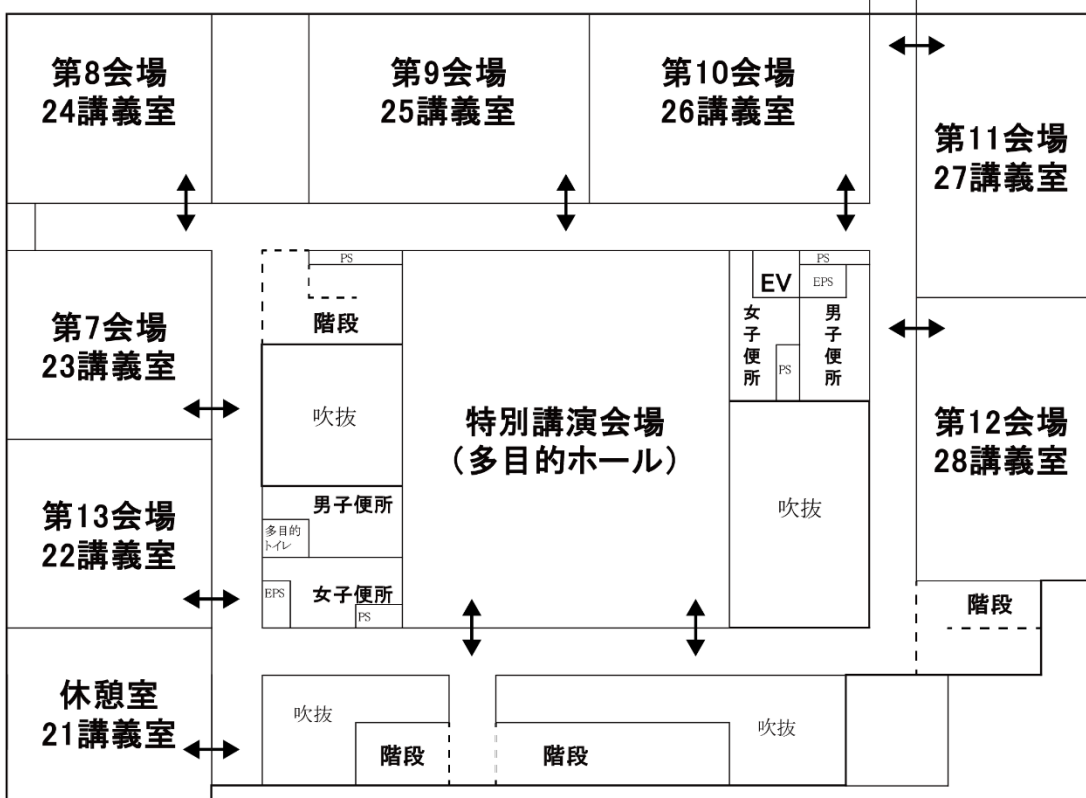 第8会場
24講義室
第9会場
25講義室
第10会場
26講義室
第11会場
27講義室
PS
階段
EV
PS
EPS
女子便所
男子便所
PS
第7会場
23講義室
吹抜
特別講演会場
（多目的ホール）
第12会場
28講義室
吹抜
第13会場
22講義室
男子便所
多目的
トイレ
EPS
女子便所
PS
階段
休憩室
21講義室
吹抜
階段
階段
吹抜